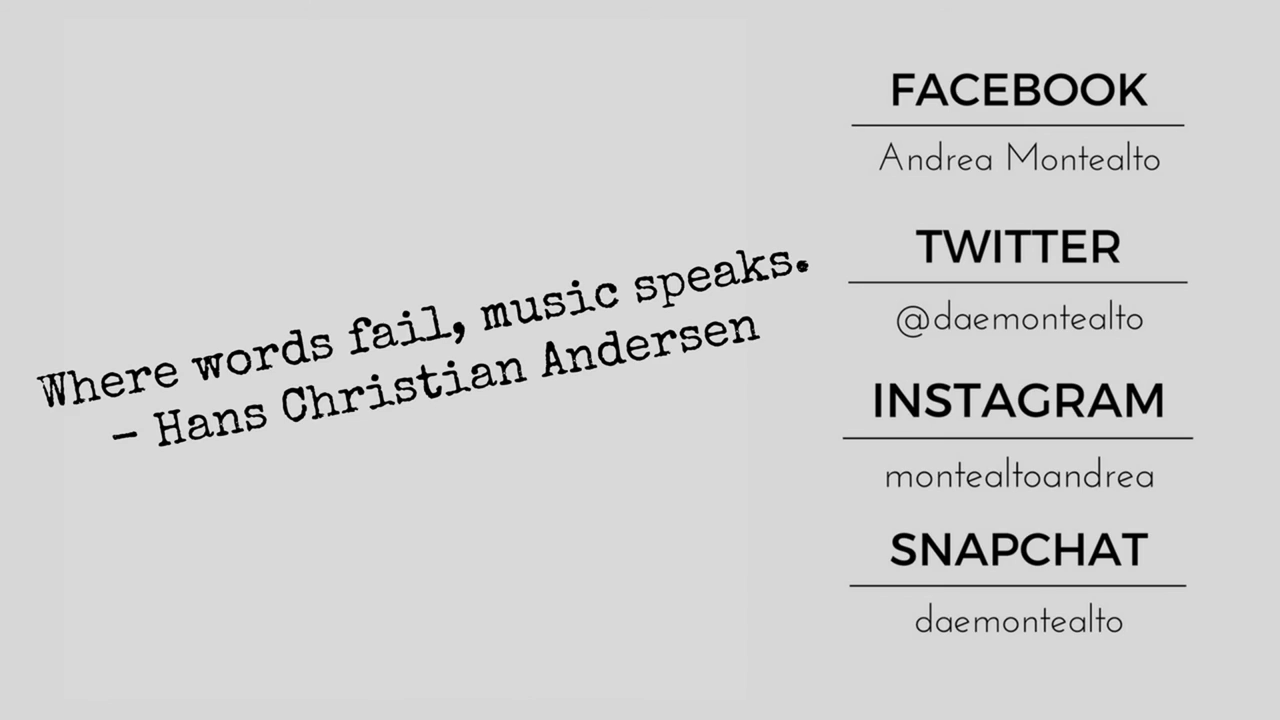 Where words fail, music speaks.
- Hans Christian Andersen
FACEBOOK
Andrea Montealto
TWITTER
@daemontealto
INSTAGRAM
montealtoandrea
SNAPCHAT
daemontealto